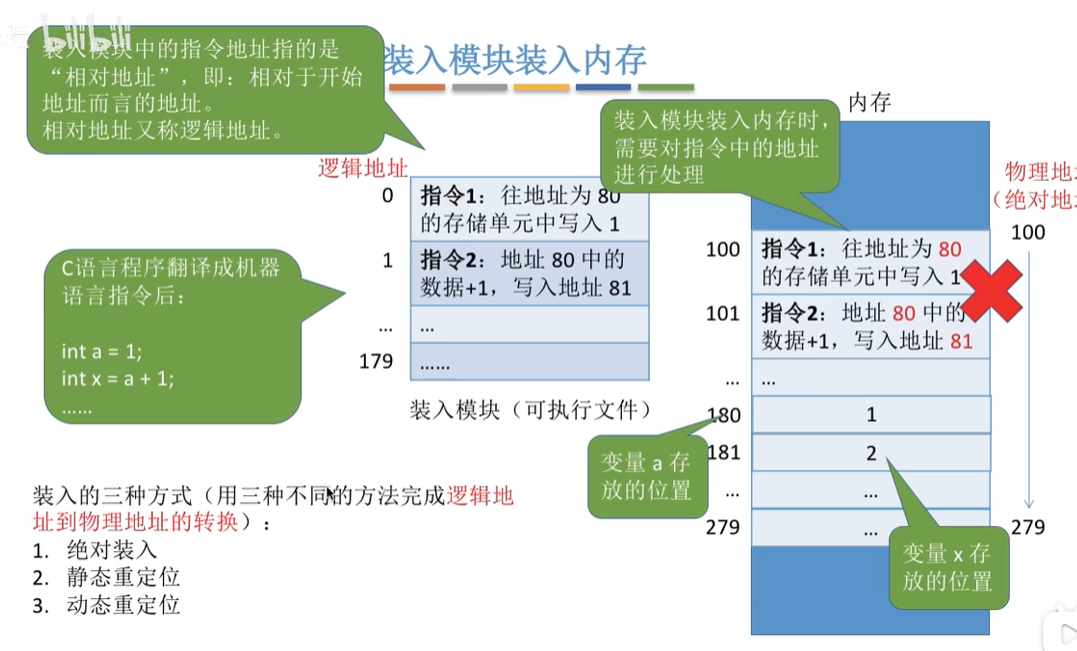 bilibili
装入模块中的指令地址指的是
“相对地址”，即：相对于开始
地址而言的地址。
相对地址又称逻辑地址。
装入模块装入内存
装入模块装入内存时，
需要对指令中的地址
进行处理
内存
物理地
（绝对地
逻辑地址
0
指令1：往地址为 80
的存储单元中写入 1
1
指令2：地址 80 中的
数据+1，写入地址 81
...
...
179
……
装入模块（可执行文件）
C语言程序翻译成机器
语言指令后：
int a = 1;
int x = a + 1;
……
100
指令1：往地址为 80
的存储单元中写入 1
100
101
指令2：地址 80 中的
数据+1，写入地址 81
...
...
180
1
181
2
...
...
279
...
279
变量 a 存
放的位置
变量 x 存
放的位置
装入的三种方式（用三种不同的方法完成逻辑地
址到物理地址的转换）：
1. 绝对装入
2. 静态重定位
3. 动态重定位